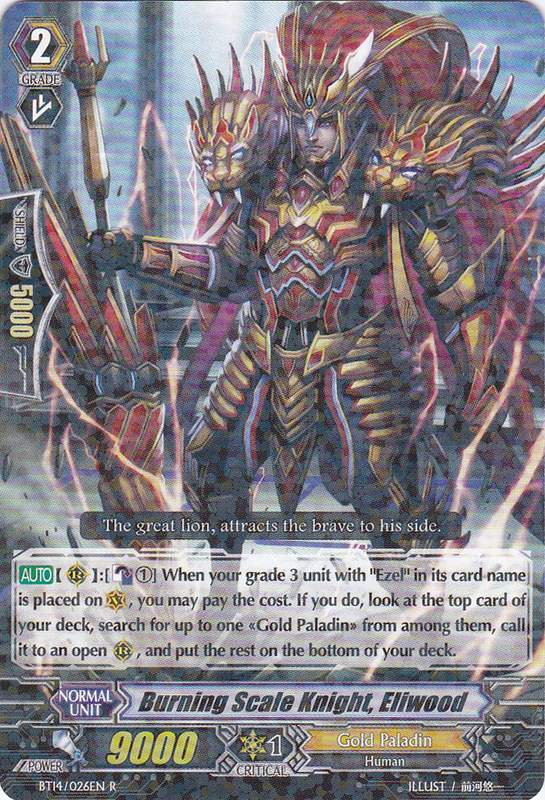 2
GRADE
SHIELD
5000
The great lion, attracts the brave to his side.
AUTO【R】:[①] When your grade 3 unit with "Ezel" in its card name
is placed on V, you may pay the cost. If you do, look at the top card of
your deck, search for up to one «Gold Paladin» from among them, call
it to an open R, and put the rest on the bottom of your deck.
NORMAL
UNIT
Burning Scale Knight, Eliwood
POWER
9000
1
CRITICAL
Gold Paladin
Human
BT14/026EN R
ILLUST / 前河悠一